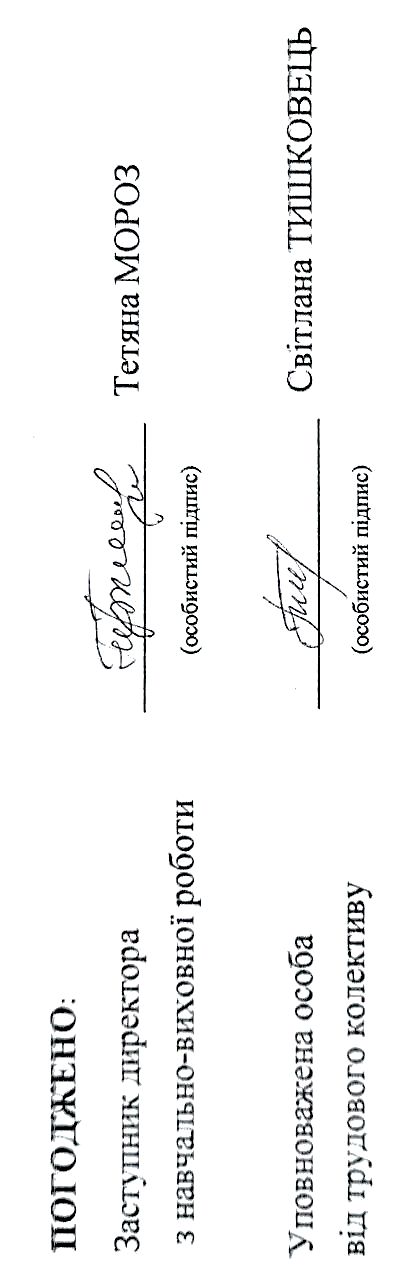 ПОГОДЖЕНО:
Заступник директора Тетяна МОРОЗ
з навчально-виховної роботи (особистий підпис)
Уповноважена особа Світлана ТИШКОВЕЦЬ
від трудового колективу (особистий підпис)